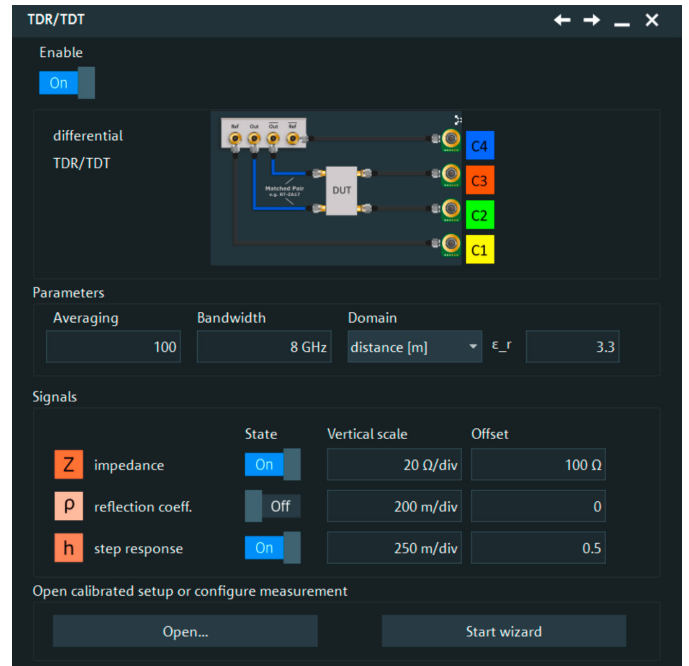 TDR/TDT
Enable
On
differential
TDR/TDT
Ref Out Out Ref
C4
Matched Pair
e.g. RT-ZA17
DUT
C3
C2
C1
Parameters
Averaging Bandwidth Domain
100 8 GHz distance [m] ε_r 3.3
Signals
State Vertical scale Offset
Z impedance On 20 Ω/div 100 Ω
ρ reflection coeff. Off 200 m/div 0
h step response On 250 m/div 0.5
Open calibrated setup or configure measurement
Open... Start wizard